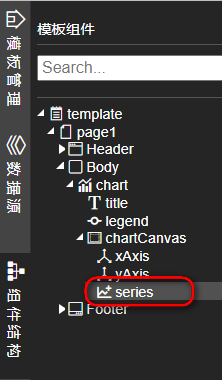 模板组件
Search...
template
page1
Header
Body
chart
title
legend
chartCanvas
xAxis
yAxis
series
Footer
模板管理
数据源
组件结构